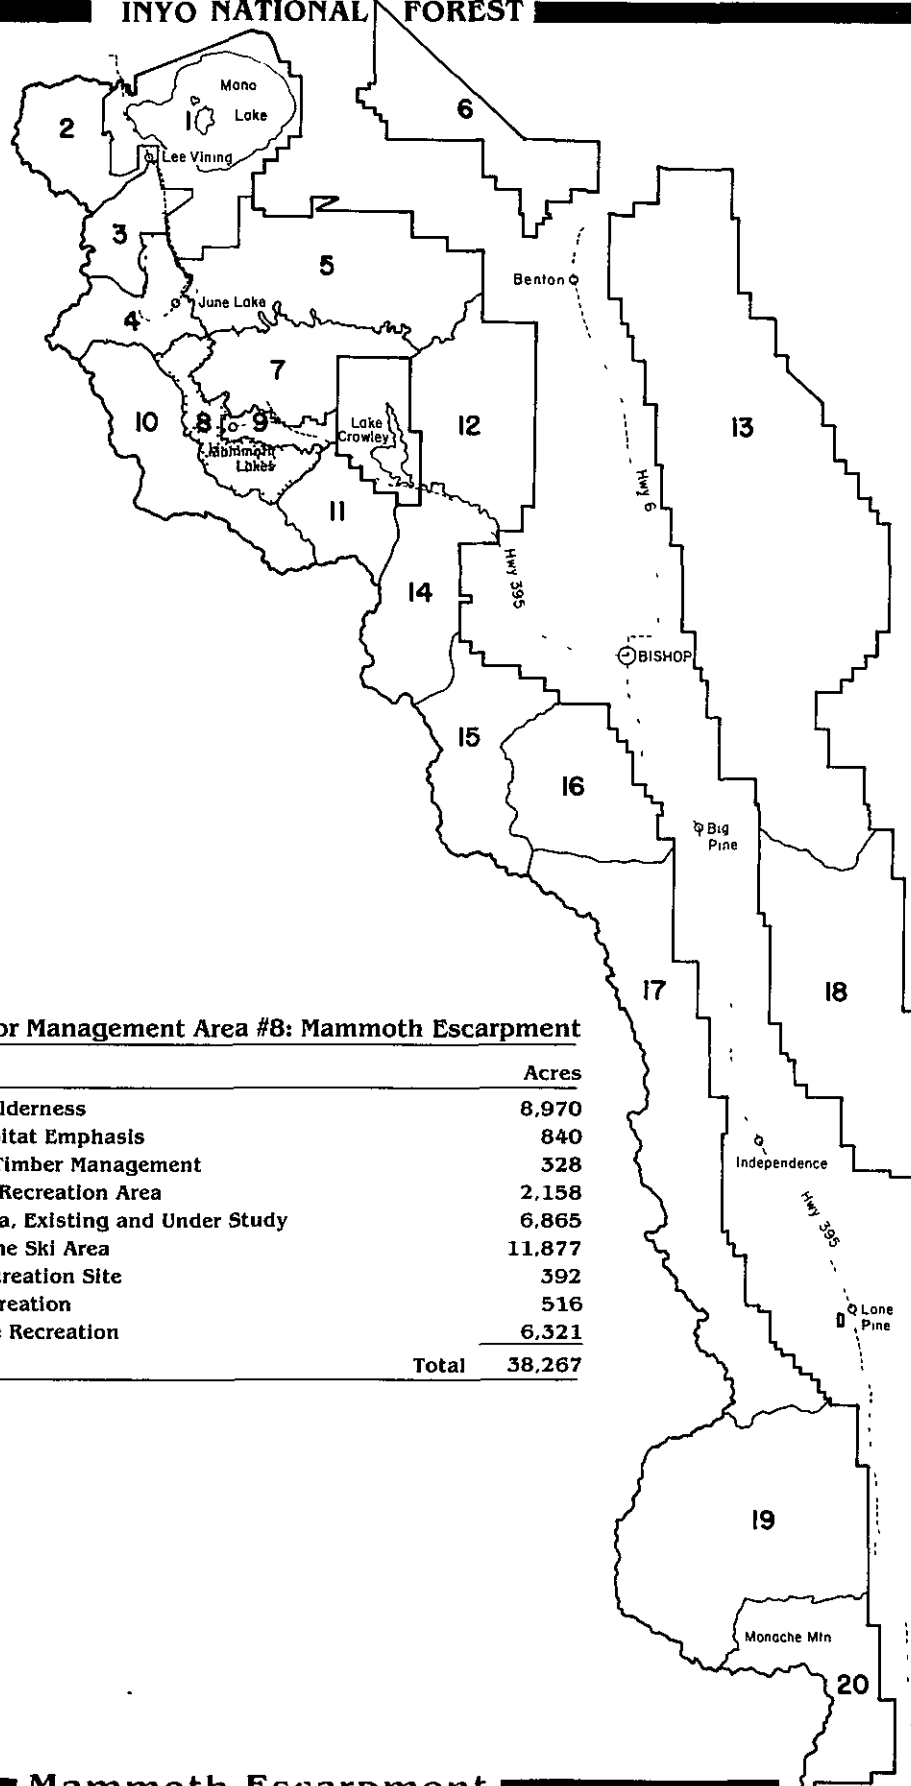 INYO NATIONAL FOREST
Mono
Lake
1
2
6
Lee Vining
3
5
Benton
June Lake
4
7
10
8
9
Lake
Crowley
12
13
Mammoth
Lakes
Hwy 6
11
Hwy 395
14
BISHOP
15
16
Big
Pine
17
18
or Management Area #8: Mammoth Escarpment
Acres
ilderness 8,970
itat Emphasis 840
Timber Management 328
Recreation Area 2,158
a, Existing and Under Study 6,865
ne Ski Area 11,877
creation Site 392
reation 516
e Recreation 6,321
Total 38,267
Independence
Hwy 395
Lone
Pine
19
Monache Mtn
20
Mammoth Escarpment